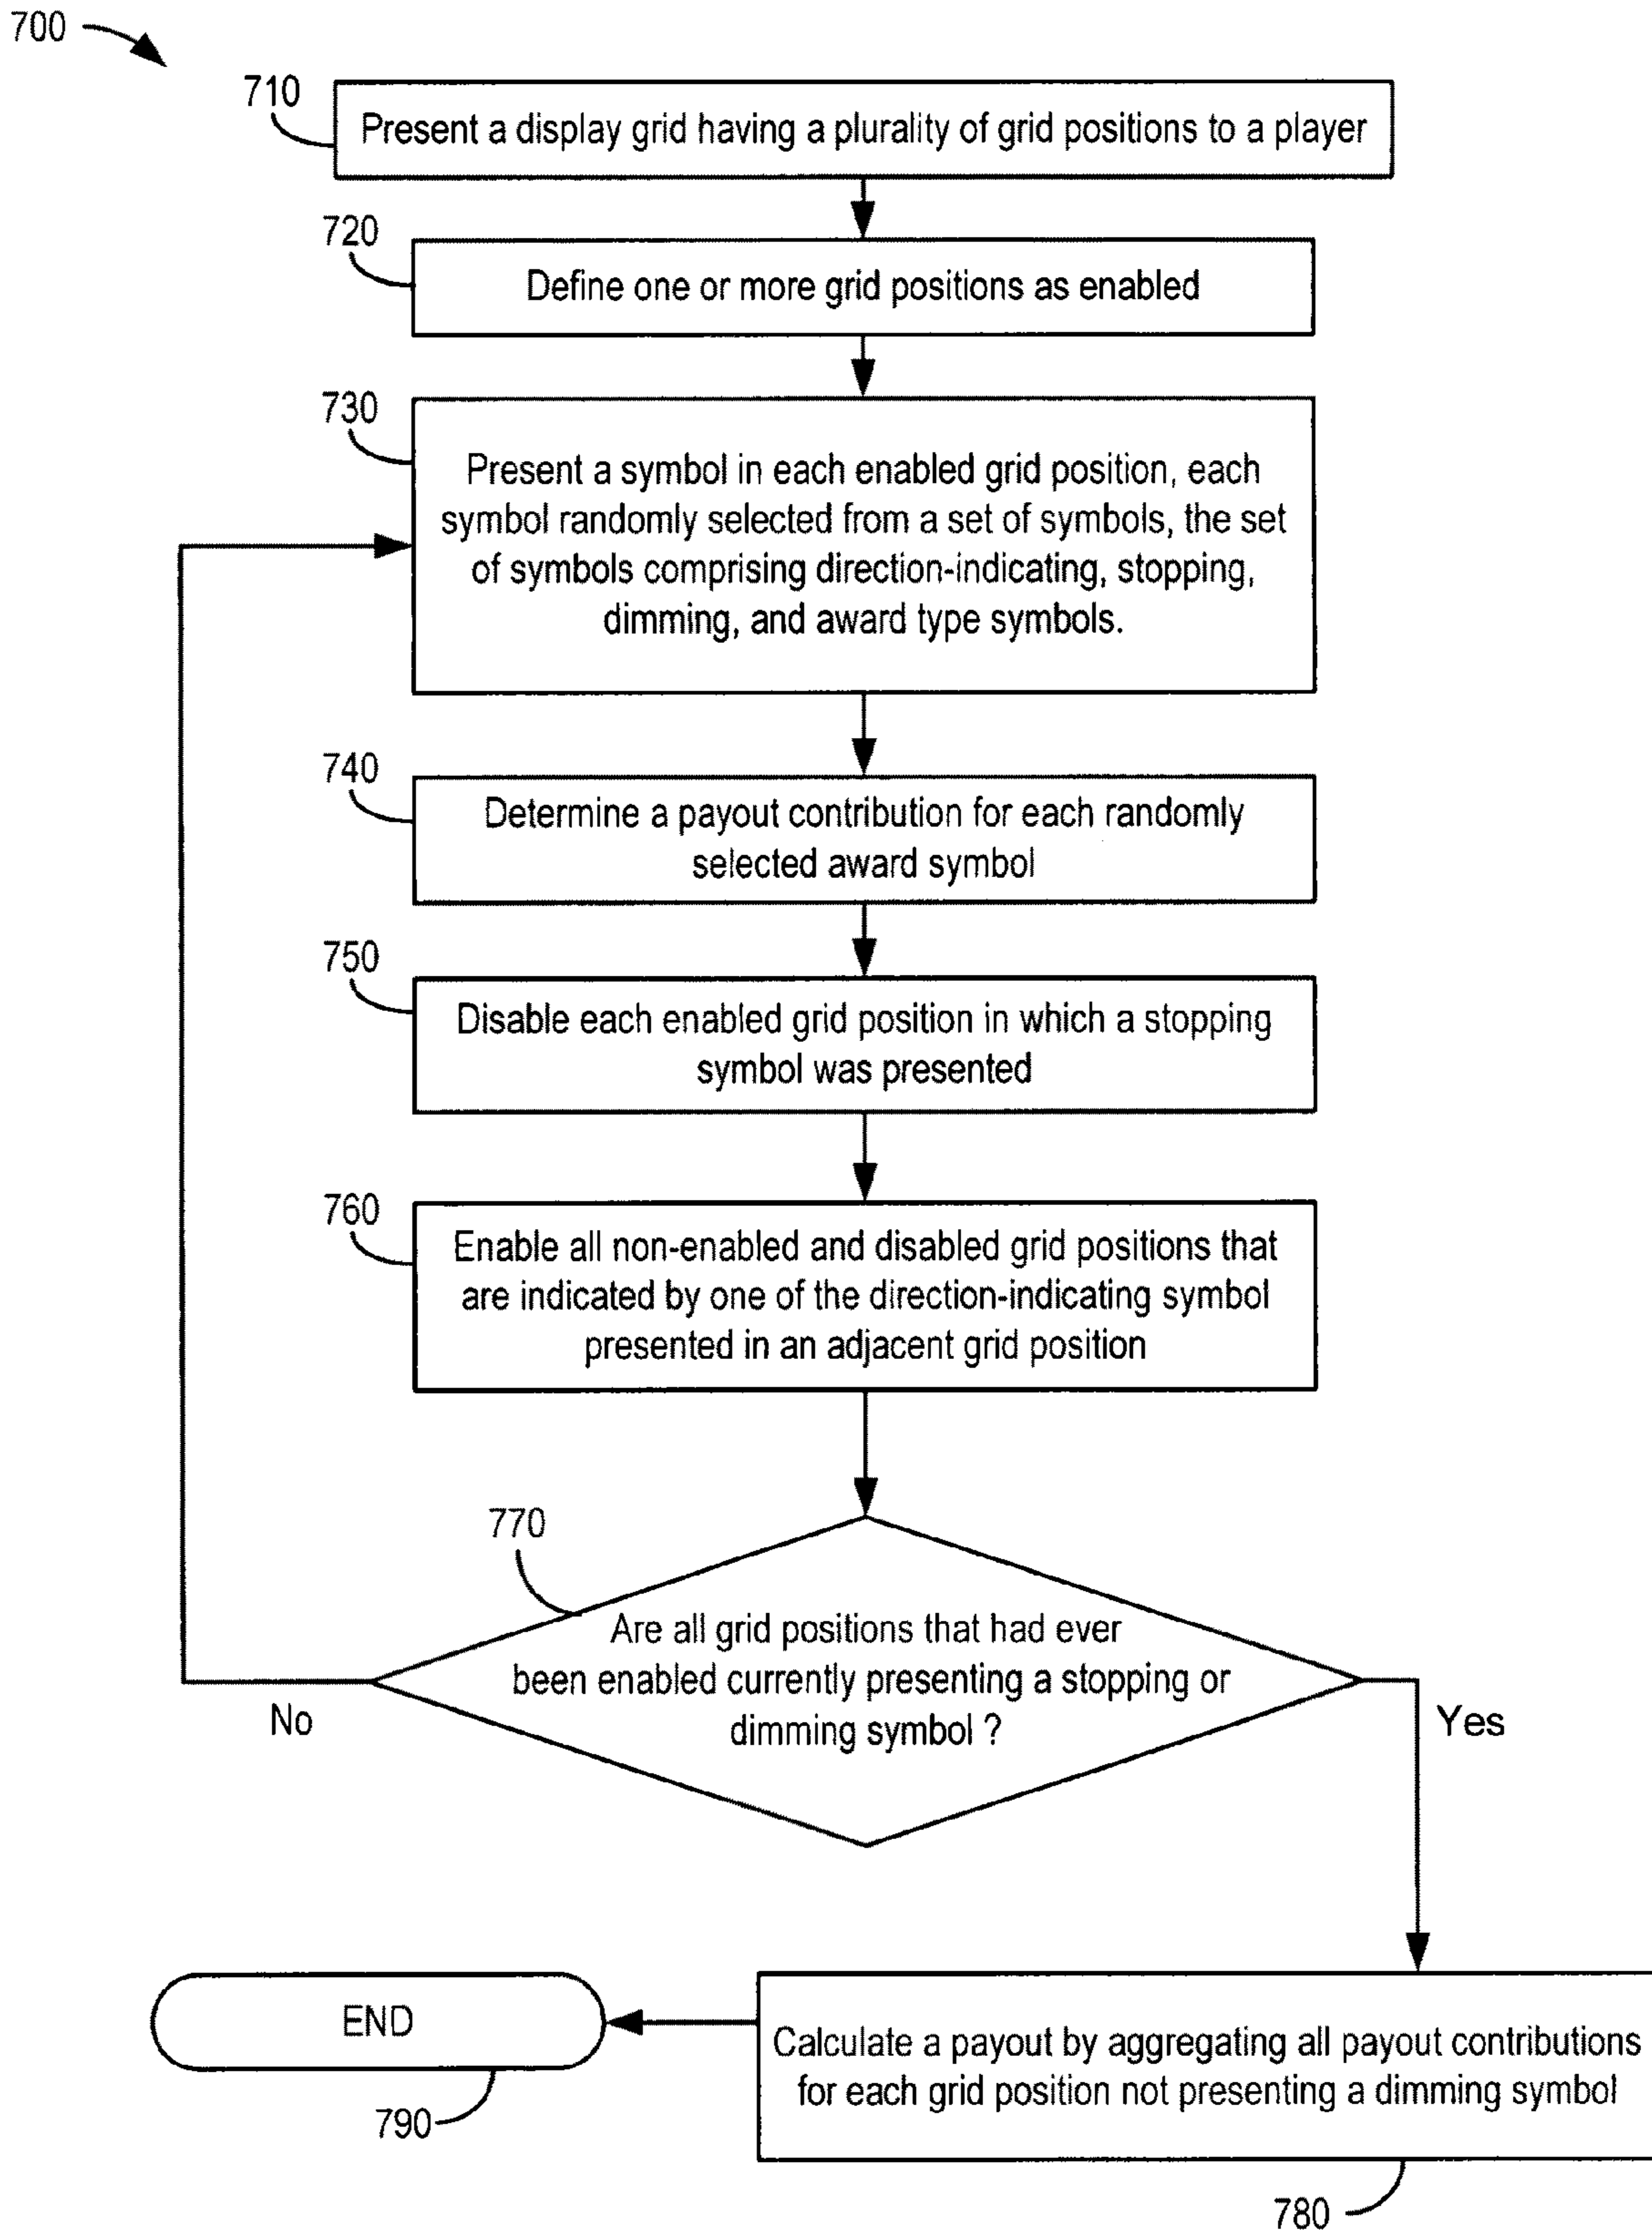 700
710
Present a display grid having a plurality of grid positions to a player
720
Define one or more grid positions as enabled
730
Present a symbol in each enabled grid position, each
symbol randomly selected from a set of symbols, the set
of symbols comprising direction-indicating, stopping,
dimming, and award type symbols.
740
Determine a payout contribution for each randomly
selected award symbol
750
Disable each enabled grid position in which a stopping
symbol was presented
760
Enable all non-enabled and disabled grid positions that
are indicated by one of the direction-indicating symbol
presented in an adjacent grid position
770
Are all grid positions that had ever
been enabled currently presenting a stopping or
dimming symbol ?
No
Yes
END
790
Calculate a payout by aggregating all payout contributions
for each grid position not presenting a dimming symbol
780